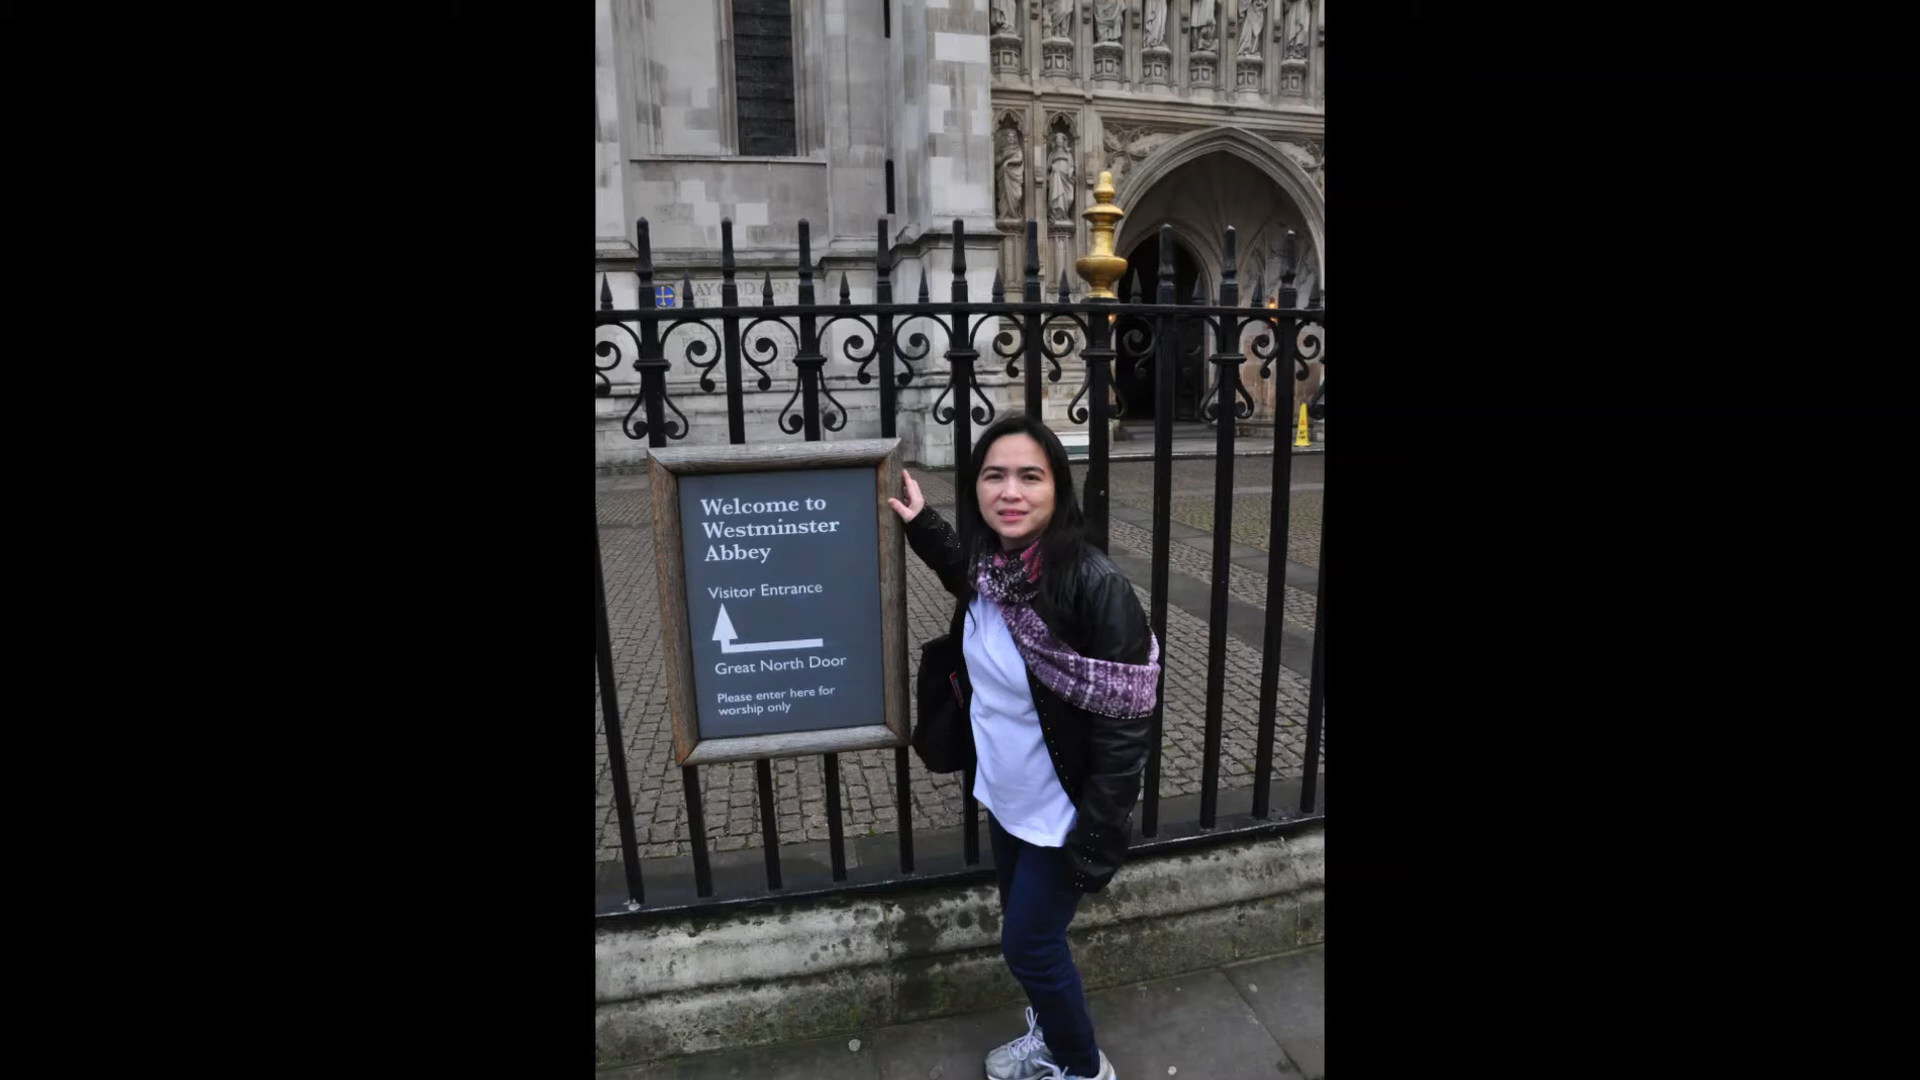 Welcome to
Westminster
Abbey
Visitor Entrance
Great North Door
Please enter here for
worship only